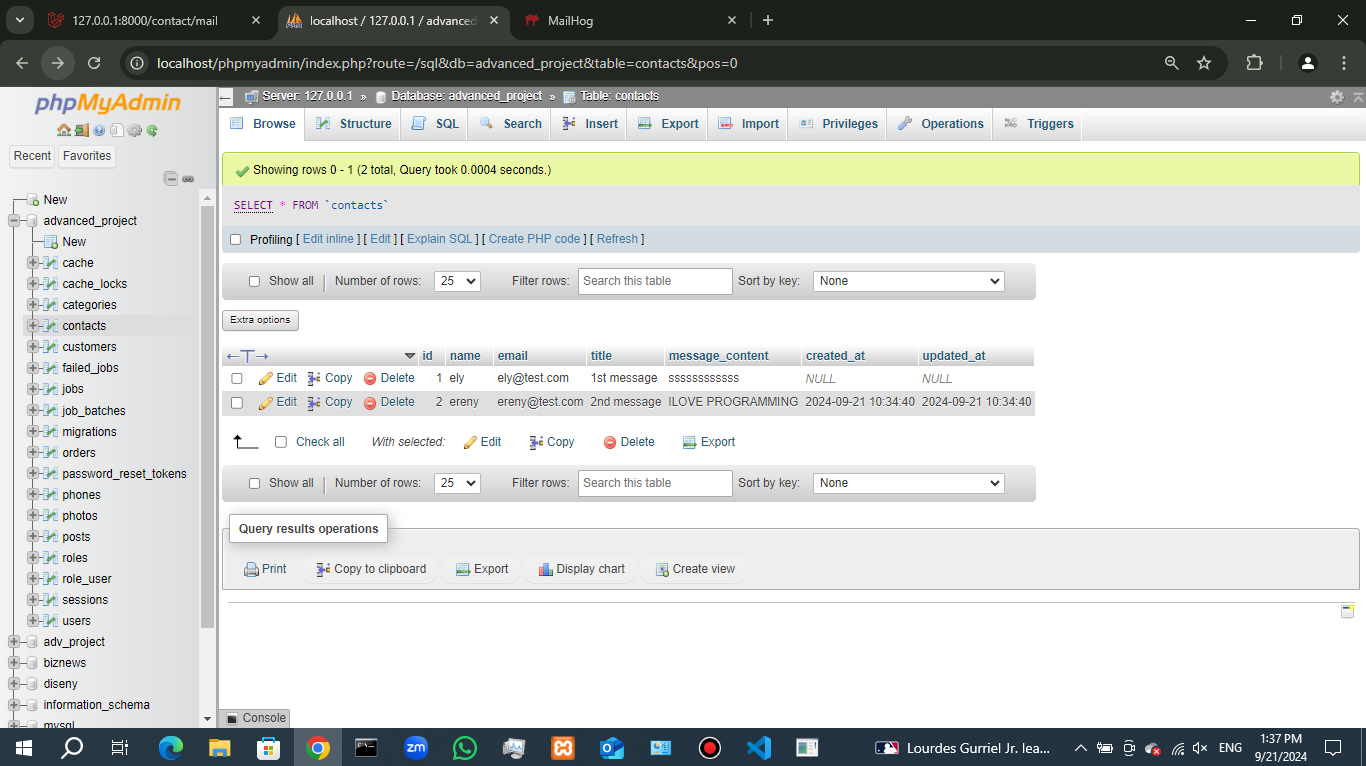 127.0.0.1:8000/contact/mail
localhost / 127.0.0.1 / advanced
MailHog
localhost/phpmyadmin/index.php?route=/sql&db=advanced_project&table=contacts&pos=0
phpMyAdmin
Recent Favorites
New
advanced_project
New
cache
cache_locks
categories
contacts
customers
failed_jobs
jobs
job_batches
migrations
orders
password_reset_tokens
phones
photos
posts
roles
role_user
sessions
users
adv_project
biznews
diseny
information_schema
mysql
Server: 127.0.0.1 » Database: advanced_project » Table: contacts
Browse Structure SQL Search Insert Export Import Privileges Operations Triggers
Showing rows 0 - 1 (2 total, Query took 0.0004 seconds.)
SELECT * FROM `contacts`
Profiling [ Edit inline ] [ Edit ] [ Explain SQL ] [ Create PHP code ] [ Refresh ]
Show all Number of rows: 25 Filter rows: Search this table Sort by key: None
Extra options
id name email title message_content created_at updated_at
Edit Copy Delete 1 ely ely@test.com 1st message ssssssssssss NULL NULL
Edit Copy Delete 2 ereny ereny@test.com 2nd message ILOVE PROGRAMMING 2024-09-21 10:34:40 2024-09-21 10:34:40
Check all With selected: Edit Copy Delete Export
Show all Number of rows: 25 Filter rows: Search this table Sort by key: None
Query results operations
Print Copy to clipboard Export Display chart Create view
Console
zm
Lourdes Gurriel Jr. lea...
ENG
1:37 PM
9/21/2024